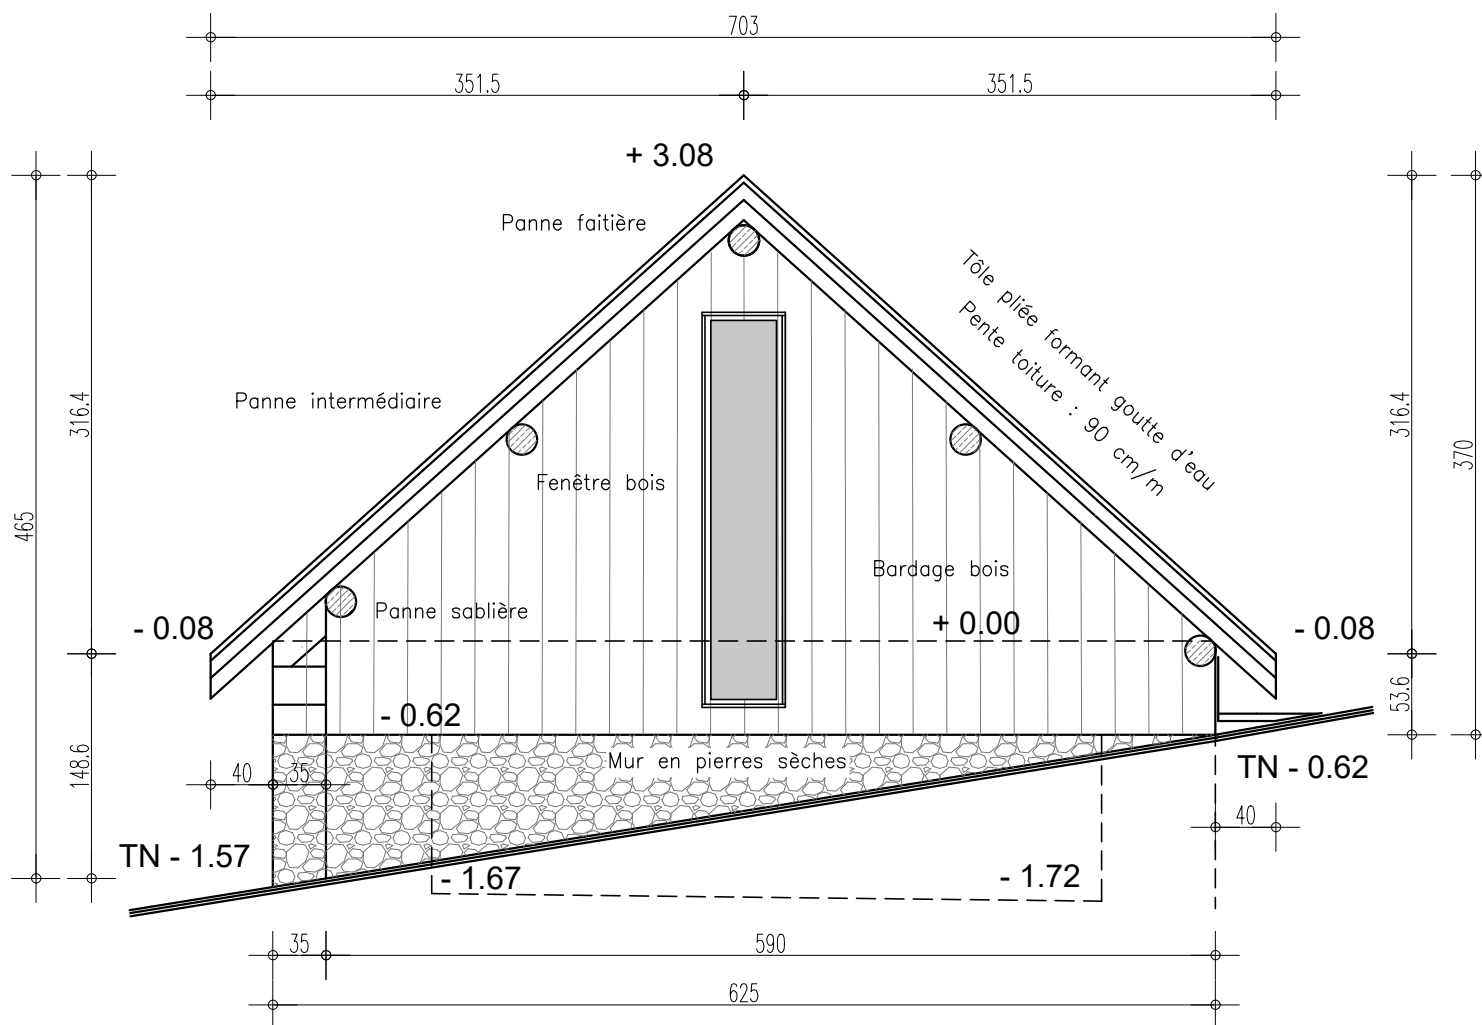 703
351.5
351.5
+ 3.08
Panne faitière
Tôle pliée formant goutte d'eau
Pente toiture : 90 cm/m
Panne intermédiaire
316.4
316.4
370
465
Fenêtre bois
Bardage bois
Panne sablière
- 0.08
+ 0.00
- 0.08
53.6
- 0.62
148.6
Mur en pierres sèches
TN - 0.62
40
35
40
TN - 1.57
- 1.67
- 1.72
35
590
625